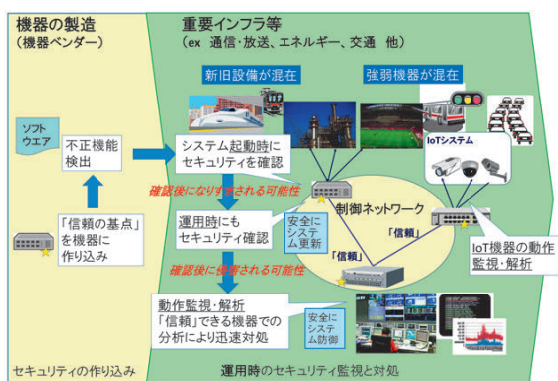 機器の製造
(機器ベンダー)
重要インフラ等
(ex 通信・放送、エネルギー、交通 他)
新旧設備が混在
強弱機器が混在
ソフト
ウエア
不正機能
検出
「信頼の基点」
を機器に
作り込み
システム起動時に
セキュリティを確認
確認後になりすまされる可能性
運用時にも
セキュリティ確認
安全に
システ
ム更新
確認後に侵害される可能性
動作監視・解析
「信頼」できる機器での
分析により迅速対処
安全に
システ
ム防御
制御ネットワーク
「信頼」
「信頼」
IoTシステム
IoT機器の動作
監視・解析
セキュリティの作り込み
運用時のセキュリティ監視と対処